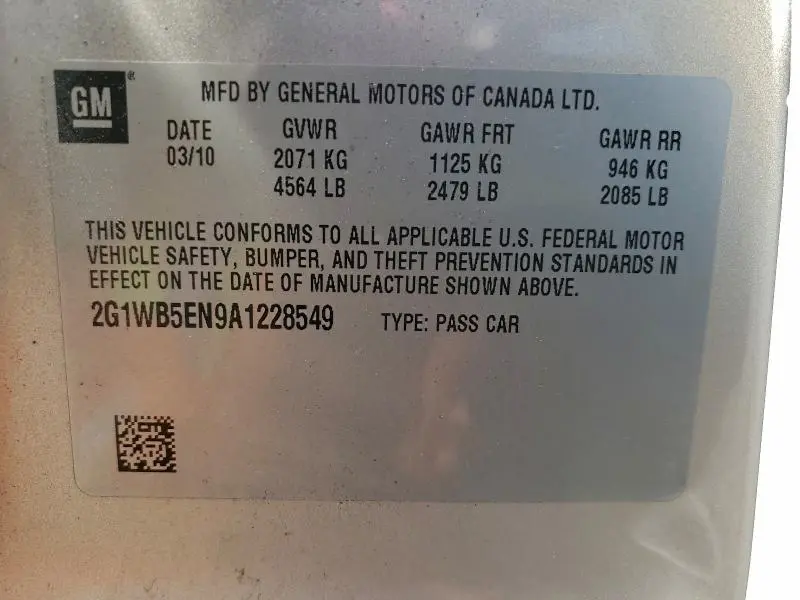 GM ®
MFD BY GENERAL MOTORS OF CANADA LTD.
DATE GVWR GAWR FRT GAWR RR
03/10 2071 KG 1125 KG 946 KG
4564 LB 2479 LB 2085 LB
THIS VEHICLE CONFORMS TO ALL APPLICABLE U.S. FEDERAL MOTOR
VEHICLE SAFETY, BUMPER, AND THEFT PREVENTION STANDARDS IN
EFFECT ON THE DATE OF MANUFACTURE SHOWN ABOVE.
2G1WB5EN9A1228549 TYPE: PASS CAR